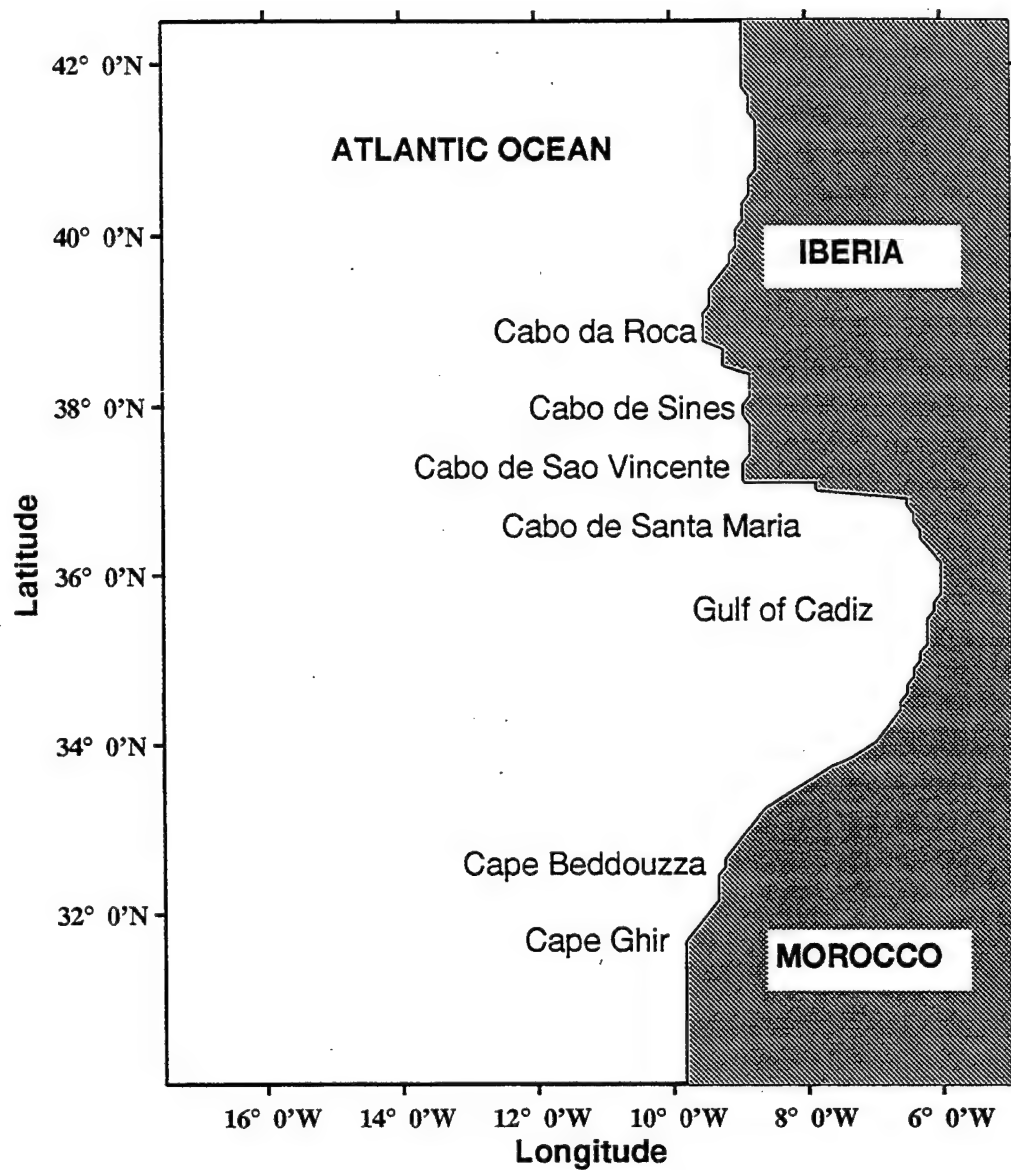 42° 0'N
ATLANTIC OCEAN
40° 0'N
IBERIA
Cabo da Roca
38° 0'N
Cabo de Sines
Cabo de Sao Vincente
Cabo de Santa Maria
Latitude
36° 0'N
Gulf of Cadiz
34° 0'N
Cape Beddouzza
32° 0'N
Cape Ghir
MOROCCO
16° 0'W 14° 0'W 12° 0'W 10° 0'W 8° 0'W 6° 0'W
Longitude